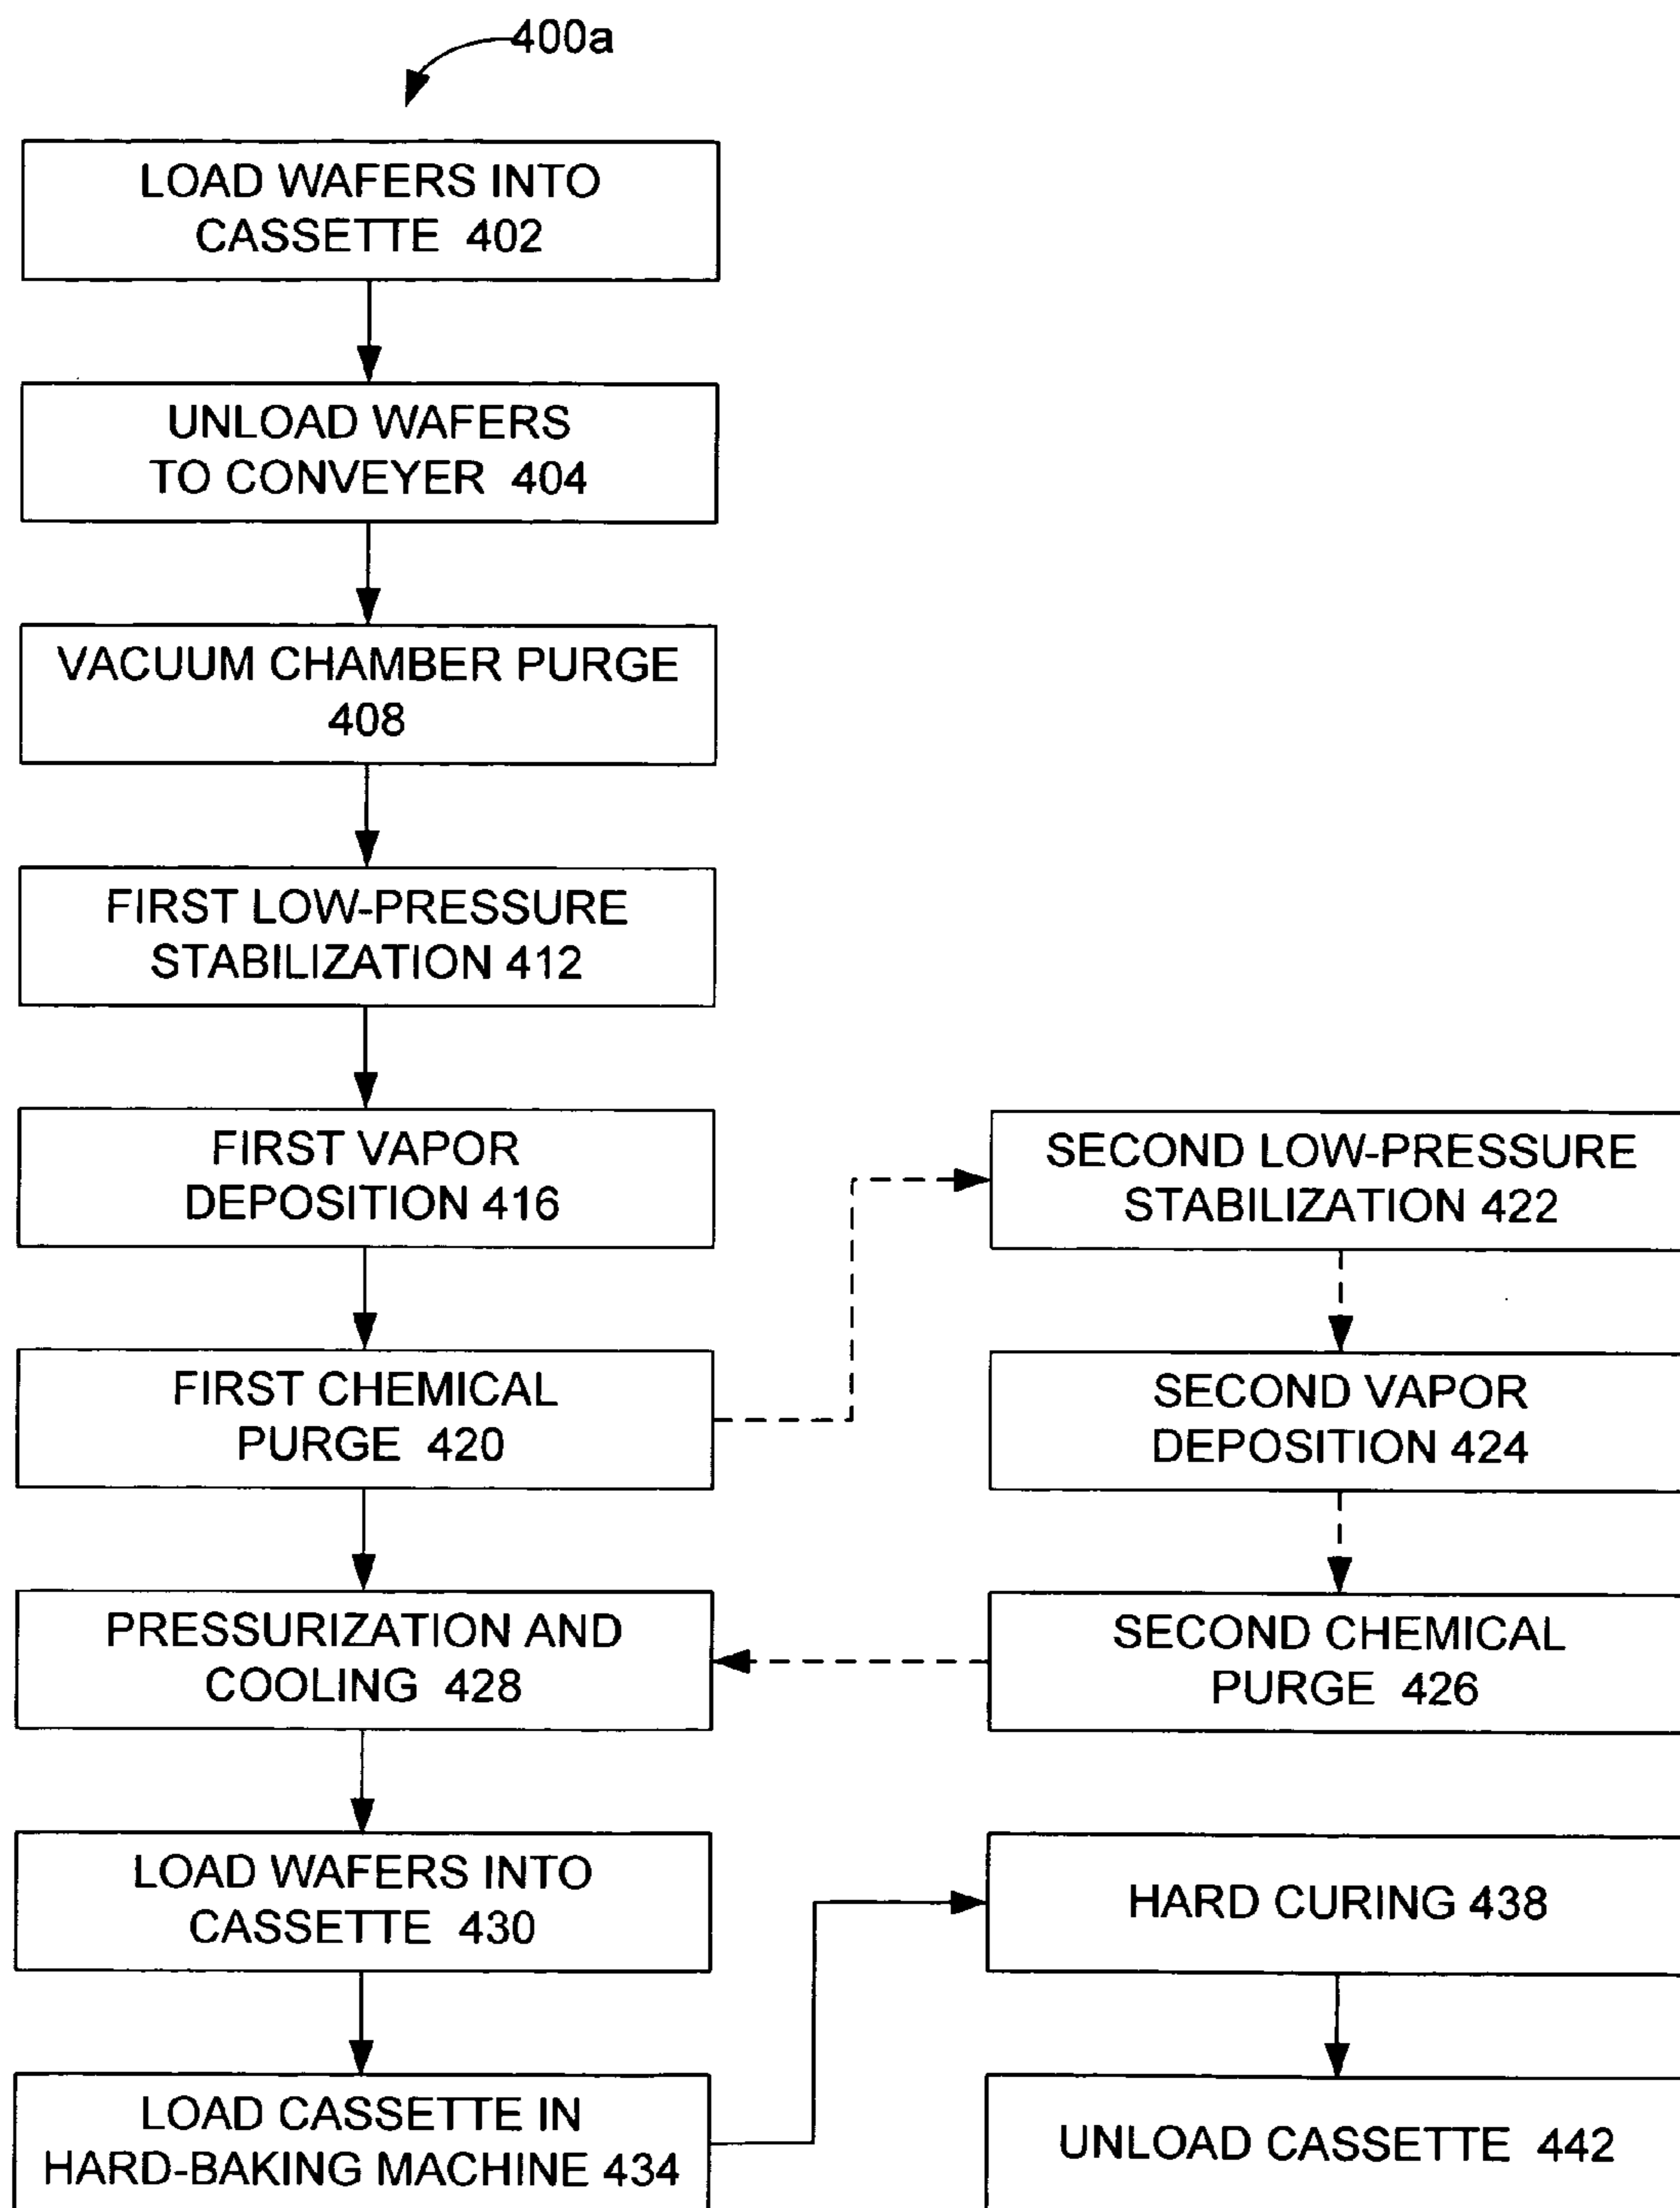 400a
LOAD WAFERS INTO
CASSETTE 402
UNLOAD WAFERS
TO CONVEYER 404
VACUUM CHAMBER PURGE
408
FIRST LOW-PRESSURE
STABILIZATION 412
FIRST VAPOR
DEPOSITION 416
FIRST CHEMICAL
PURGE 420
SECOND LOW-PRESSURE
STABILIZATION 422
SECOND VAPOR
DEPOSITION 424
SECOND CHEMICAL
PURGE 426
PRESSURIZATION AND
COOLING 428
LOAD WAFERS INTO
CASSETTE 430
LOAD CASSETTE IN
HARD-BAKING MACHINE 434
HARD CURING 438
UNLOAD CASSETTE 442